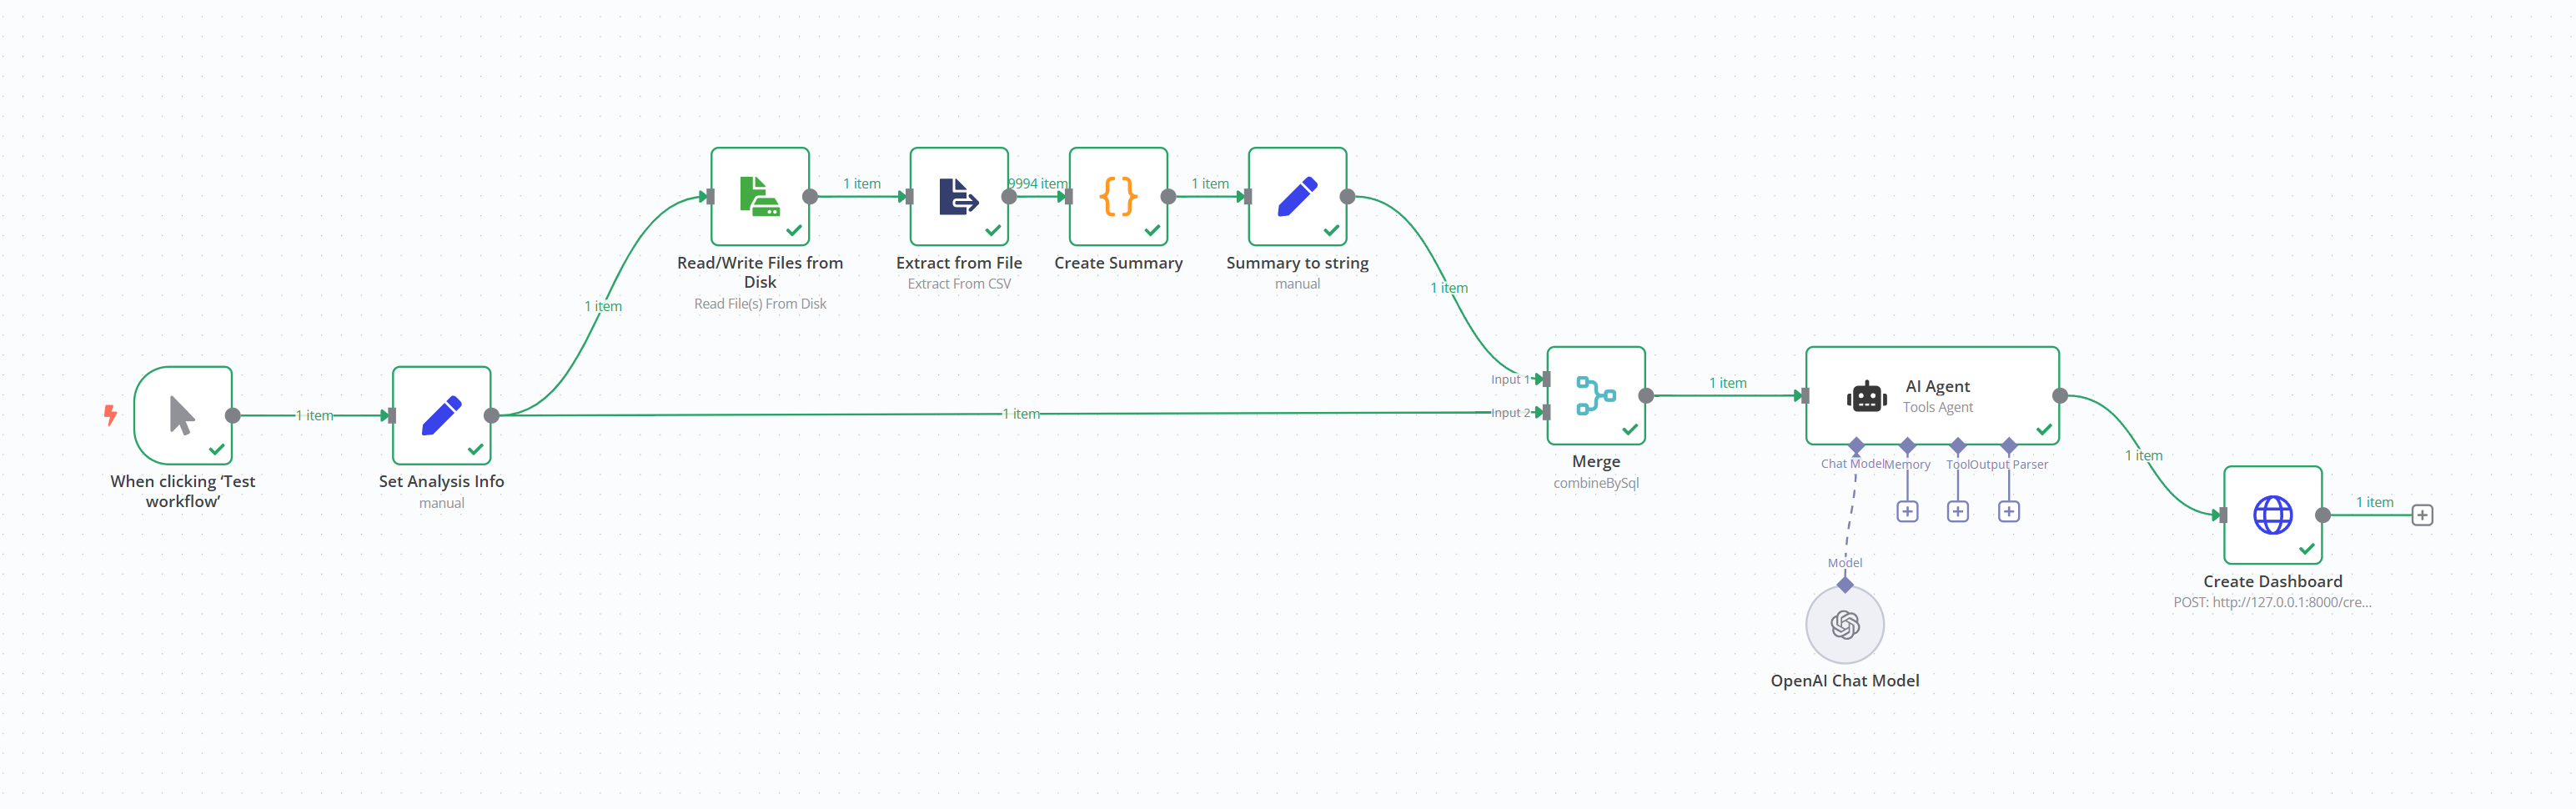 1 item
9994 item
1 item
Read/Write Files from
Disk
Read File(s) From Disk
Extract from File
Extract From CSV
Create Summary
Summary to string
manual
1 item
1 item
1 item
When clicking ‘Test
workflow’
Set Analysis Info
manual
1 item
Input 1
Input 2
Merge
combineBySql
1 item
AI Agent
Tools Agent
Chat Model
Memory
Tool
Output Parser
Model
OpenAI Chat Model
1 item
1 item
Create Dashboard
POST: http://127.0.0.1:8000/cre...